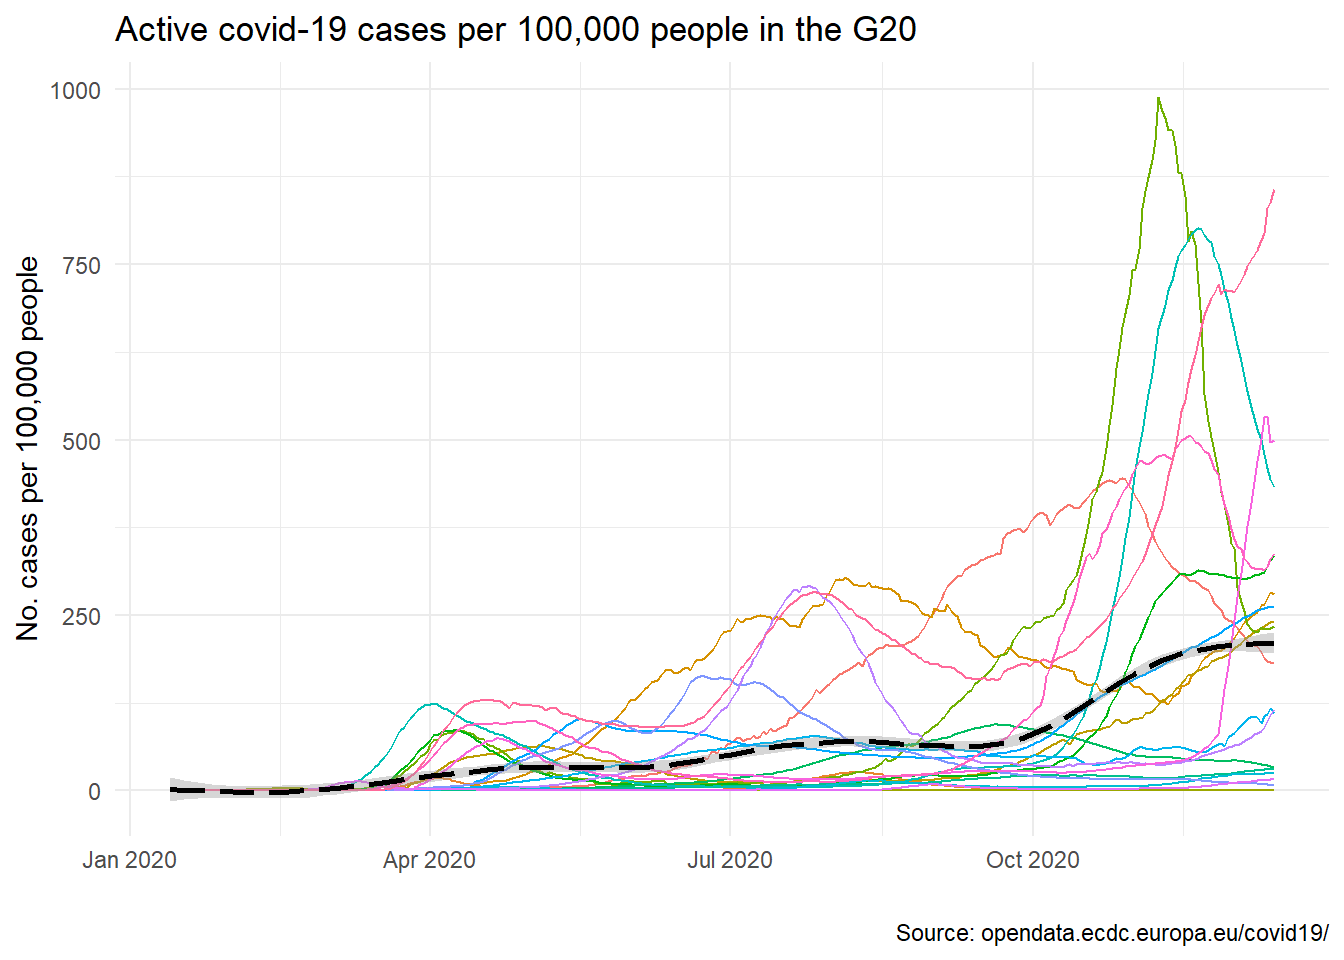 Active covid-19 cases per 100,000 people in the G20
No. cases per 100,000 people
1000
750
500
250
0
Jan 2020 Apr 2020 Jul 2020 Oct 2020
Source: opendata.ecdc.europa.eu/covid19/